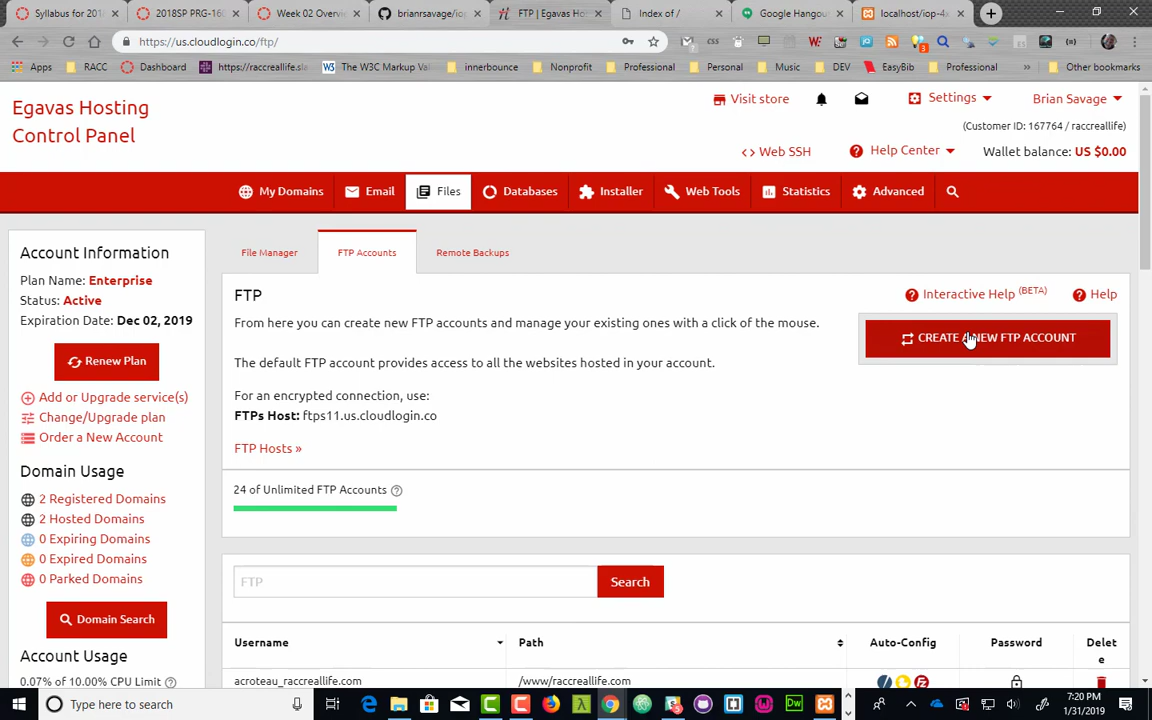 Syllabus for 201
2018SP PRG-16
Week 02 Overvi
brianrsavage/iop
FTP | Egavas Hos
Index of /
Google Hangou
localhost/iop-4
https://us.cloudlogin.co/ftp/
Apps
RACC
Dashboard
https://raccreallife.sla
The W3C Markup Val
innerbounce
Nonprofit
Professional
Personal
Music
DEV
EasyBib
Professional
»
Other bookmarks
Egavas Hosting
Control Panel
Visit store
Settings
Brian Savage
(Customer ID: 167764 / raccreallife)
Web SSH
Help Center
Wallet balance: US $0.00
My Domains
Email
Files
Databases
Installer
Web Tools
Statistics
Advanced
Account Information
Plan Name: Enterprise
Status: Active
Expiration Date: Dec 02, 2019
Renew Plan
Add or Upgrade service(s)
Change/Upgrade plan
Order a New Account
Domain Usage
2 Registered Domains
2 Hosted Domains
0 Expiring Domains
0 Expired Domains
0 Parked Domains
Domain Search
Account Usage
0.07% of 10.00% CPU Limit
File Manager
FTP Accounts
Remote Backups
FTP
Interactive Help (BETA)
Help
From here you can create new FTP accounts and manage your existing ones with a click of the mouse.
CREATE A NEW FTP ACCOUNT
The default FTP account provides access to all the websites hosted in your account.
For an encrypted connection, use:
FTPs Host: ftps11.us.cloudlogin.co
FTP Hosts »
24 of Unlimited FTP Accounts
FTP
Search
Username
Path
Auto-Config
Password
Delet
e
acroteau_raccreallife.com
/www/raccreallife.com
Type here to search
7:20 PM
1/31/2019